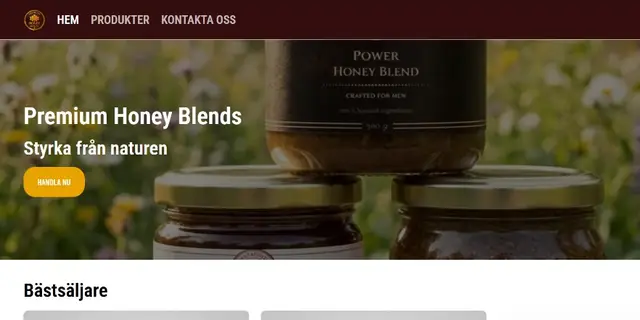 HEM PRODUKTER KONTAKTA OSS
POWER
HONEY BLEND
CRAFTED FOR MEN
Premium Honey Blends
Styrka från naturen
HANDLA NU
Bästsäljare